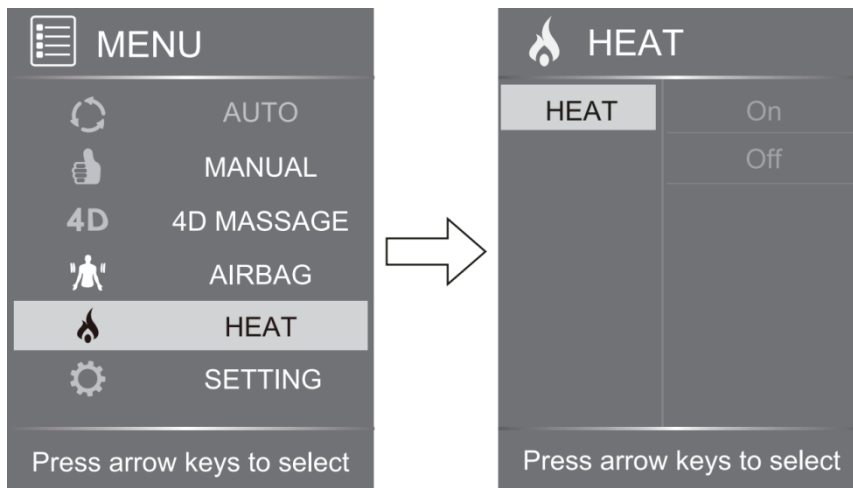 MENU
AUTO
MANUAL
4D 4D MASSAGE
AIRBAG
HEAT
SETTING
Press arrow keys to select
HEAT
HEAT On
Off
Press arrow keys to select